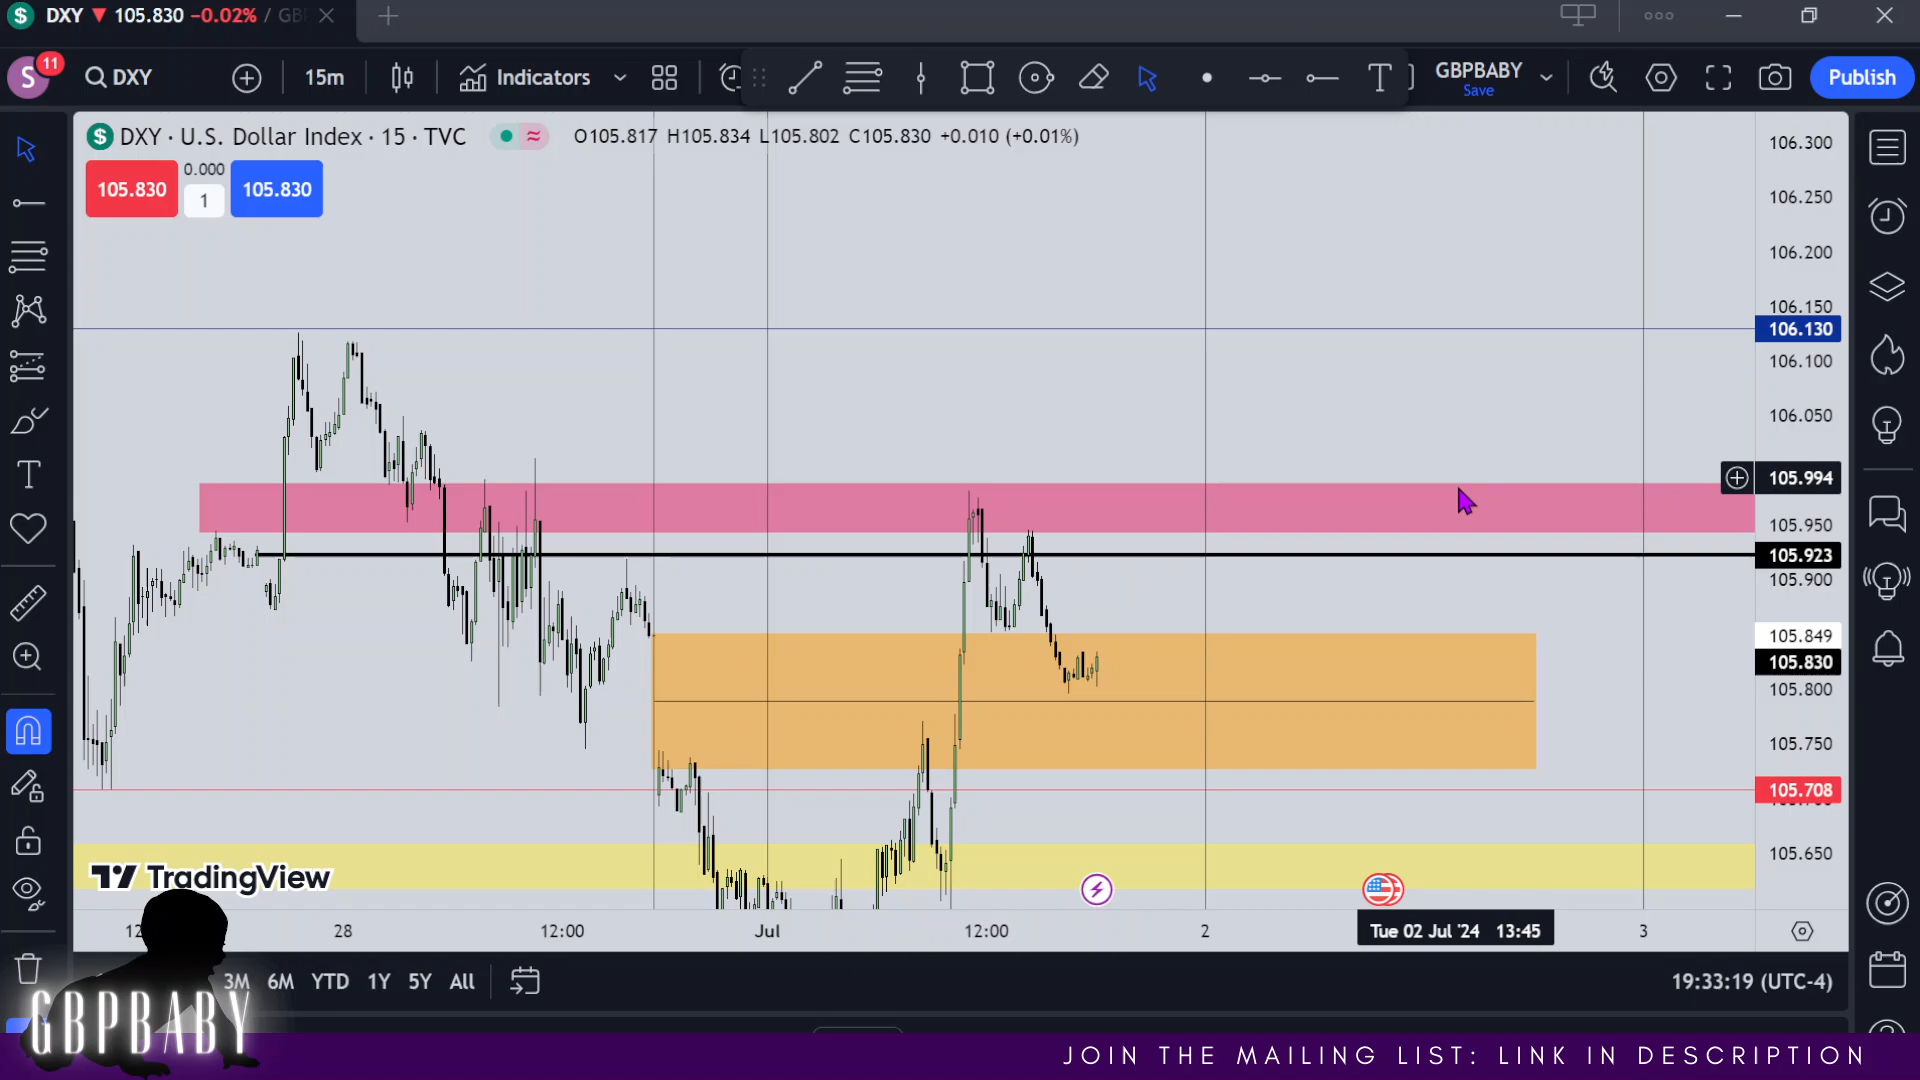 DXY ▼ 105.830 −0.02% / GB
S 11 DXY 15m Indicators T GBPBABY Save Publish
DXY · U.S. Dollar Index · 15 · TVC O105.817 H105.834 L105.802 C105.830 +0.010 (+0.01%)
105.830 0.000 1 105.830
106.300
106.250
106.200
106.150
106.130
106.100
106.050
105.994
105.950
105.923
105.900
105.849
105.830
105.800
105.750
105.708
105.650
TradingView
28 12:00 Jul 12:00 2 Tue 02 Jul '24 13:45 3
3M 6M YTD 1Y 5Y All 19:33:19 (UTC-4)
GBPBABY
JOIN THE MAILING LIST: LINK IN DESCRIPTION